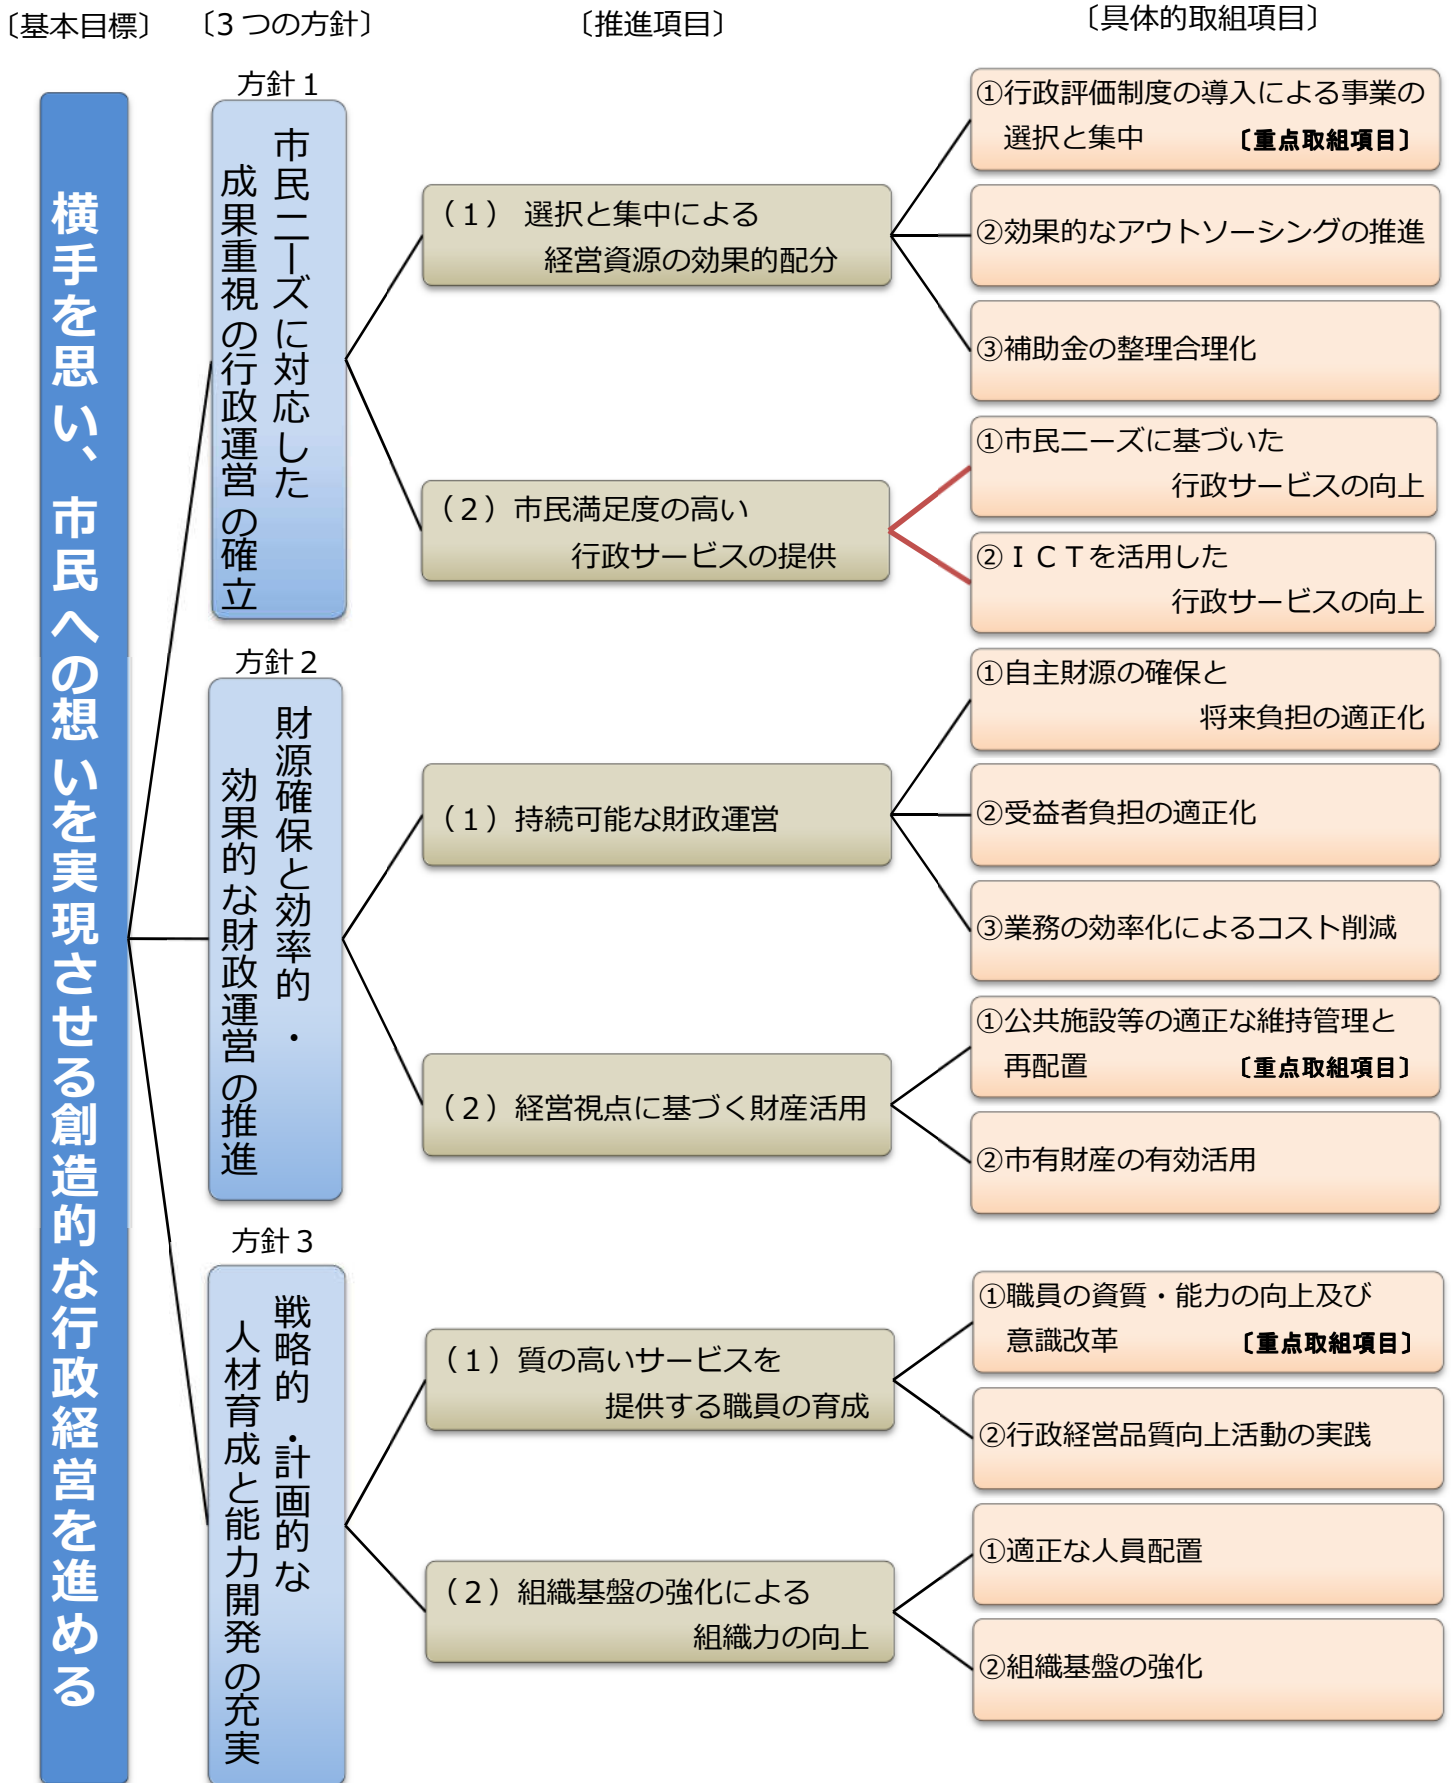 〔基本目標〕
〔3つの方針〕
〔推進項目〕
〔具体的取組項目〕
横手を思い、市民への想いを実現させる創造的な行政経営を進める
方針1
市民ニーズに対応した
成果重視の行政運営の確立
（1） 選択と集中による
経営資源の効果的配分
①行政評価制度の導入による事業の
選択と集中 〔重点取組項目〕
②効果的なアウトソーシングの推進
③補助金の整理合理化
（2）市民満足度の高い
行政サービスの提供
①市民ニーズに基づいた
行政サービスの向上
②ＩＣＴを活用した
行政サービスの向上
方針2
財源確保と効率的・
効果的な財政運営の推進
（1）持続可能な財政運営
①自主財源の確保と
将来負担の適正化
②受益者負担の適正化
③業務の効率化によるコスト削減
（2）経営視点に基づく財産活用
①公共施設等の適正な維持管理と
再配置 〔重点取組項目〕
②市有財産の有効活用
方針3
戦略的・計画的な
人材育成と能力開発の充実
（1）質の高いサービスを
提供する職員の育成
①職員の資質・能力の向上及び
意識改革 〔重点取組項目〕
②行政経営品質向上活動の実践
（2）組織基盤の強化による
組織力の向上
①適正な人員配置
②組織基盤の強化